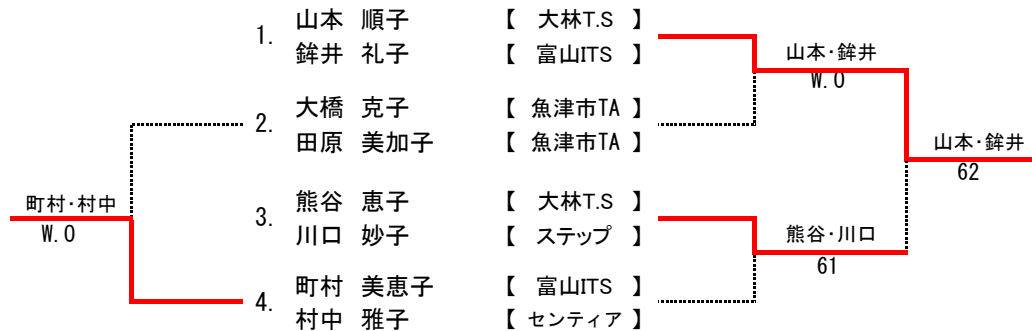 1. 山本 順子 【 大林T.S 】
鉾井 礼子 【 富山ITS 】
山本・鉾井
W.O
2. 大橋 克子 【 魚津市TA 】
田原 美加子 【 魚津市TA 】
山本・鉾井
62
町村・村中
W.O
3. 熊谷 恵子 【 大林T.S 】
川口 妙子 【 ステップ 】
熊谷・川口
61
4. 町村 美恵子 【 富山ITS 】
村中 雅子 【 センティア 】